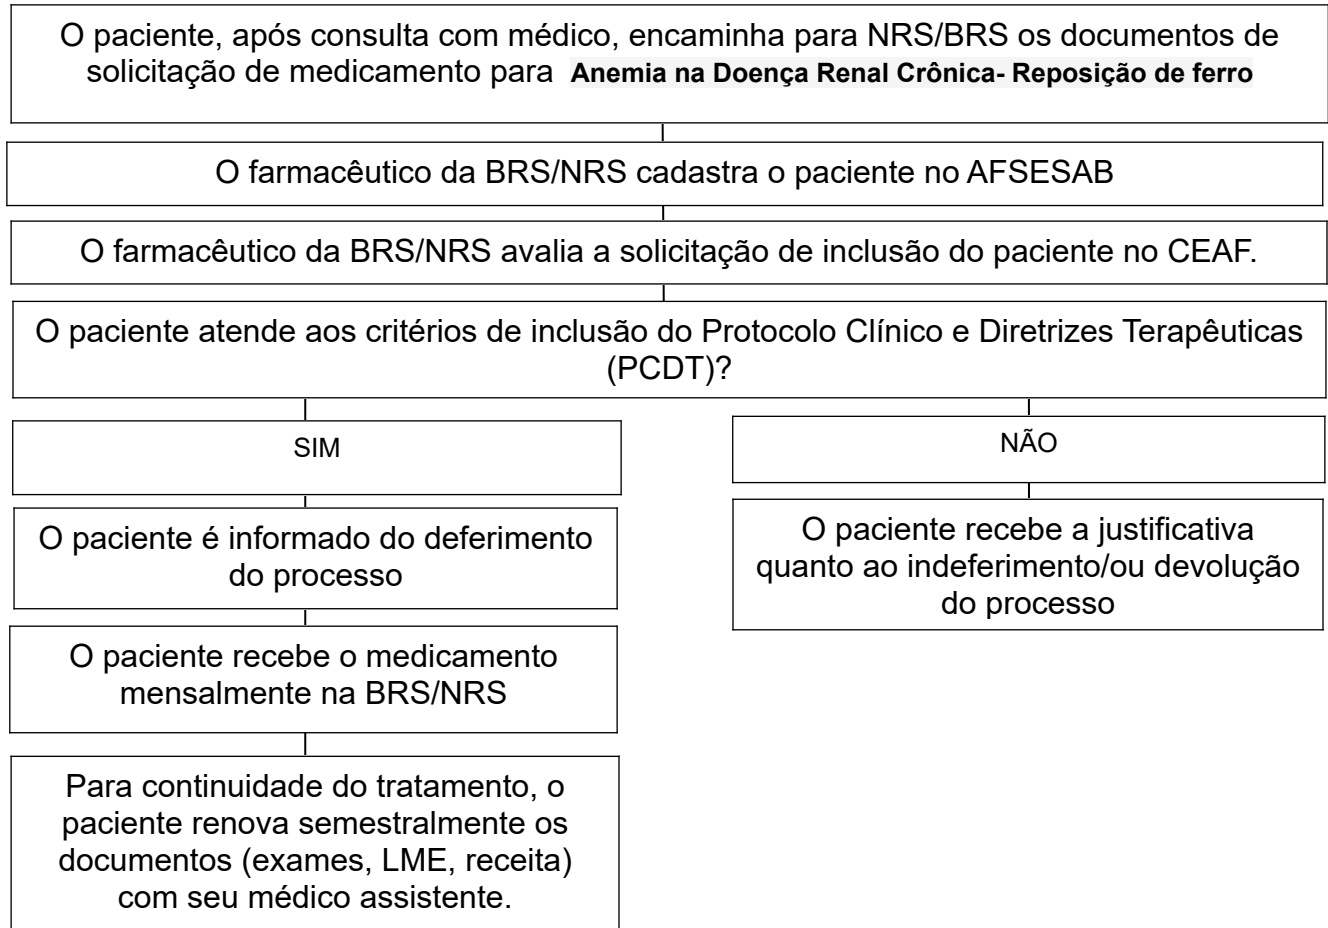 O paciente, após consulta com médico, encaminha para NRS/BRS os documentos de
solicitação de medicamento para Anemia na Doença Renal Crônica- Reposição de ferro
O farmacêutico da BRS/NRS cadastra o paciente no AFSESAB
O farmacêutico da BRS/NRS avalia a solicitação de inclusão do paciente no CEAF.
O paciente atende aos critérios de inclusão do Protocolo Clínico e Diretrizes Terapêuticas
(PCDT)?
SIM
O paciente é informado do deferimento
do processo
O paciente recebe o medicamento
mensalmente na BRS/NRS
Para continuidade do tratamento, o
paciente renova semestralmente os
documentos (exames, LME, receita)
com seu médico assistente.
NÃO
O paciente recebe a justificativa
quanto ao indeferimento/ou devolução
do processo